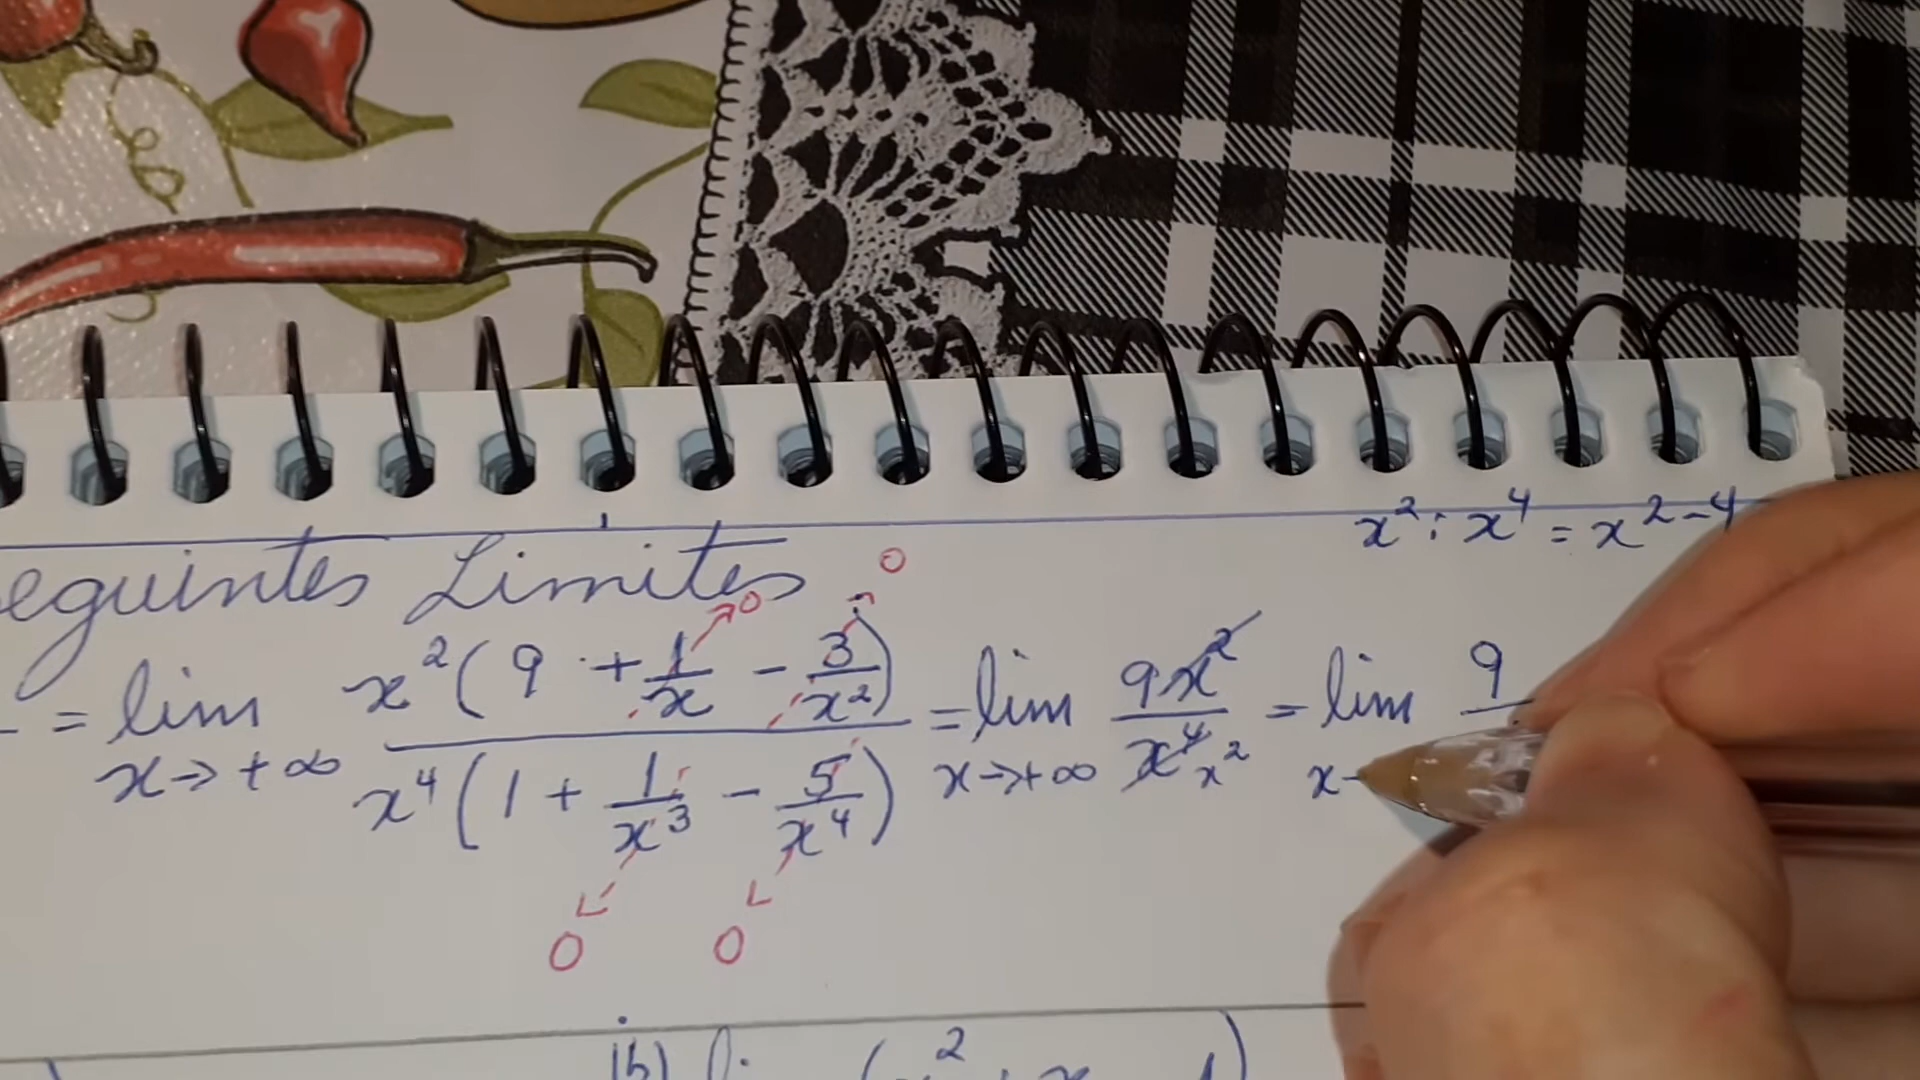 x² : x⁴ = x²⁻⁴
eguintes Limites
= lim x→+∞ x²(9 + 1/x - 3/x²) / x⁴(1 + 1/x³ - 5/x⁴) = lim x→+∞ 9x² / x⁴ x² = lim x- 9/
0 0
0 0
b)